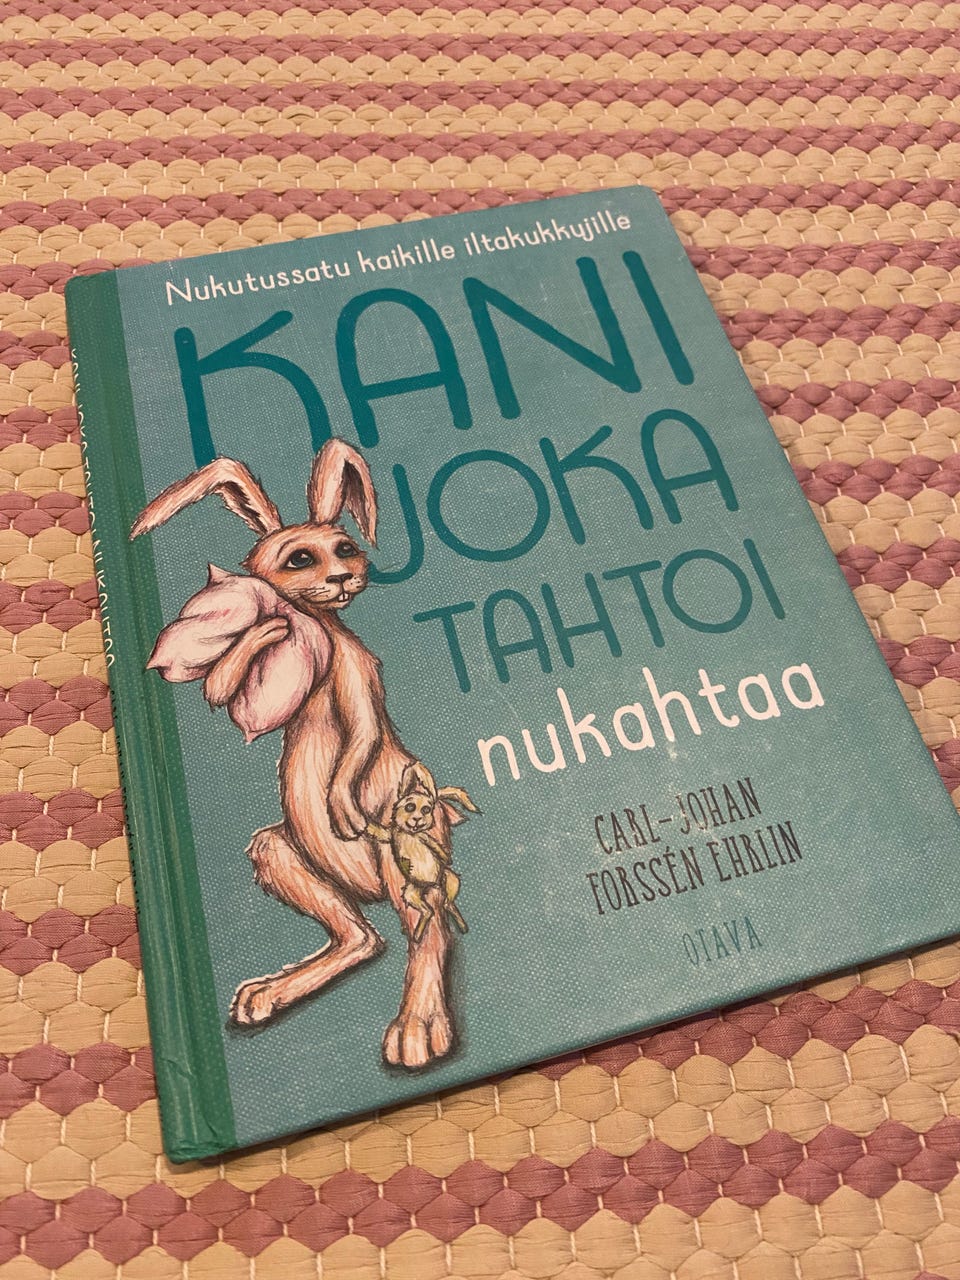 Nukutussatu kaikille iltakukkujille
KANI
JOKA
TAHTOI
nukahtaa
CARL-JOHAN
FORSSÉN EHRLIN
OTAVA